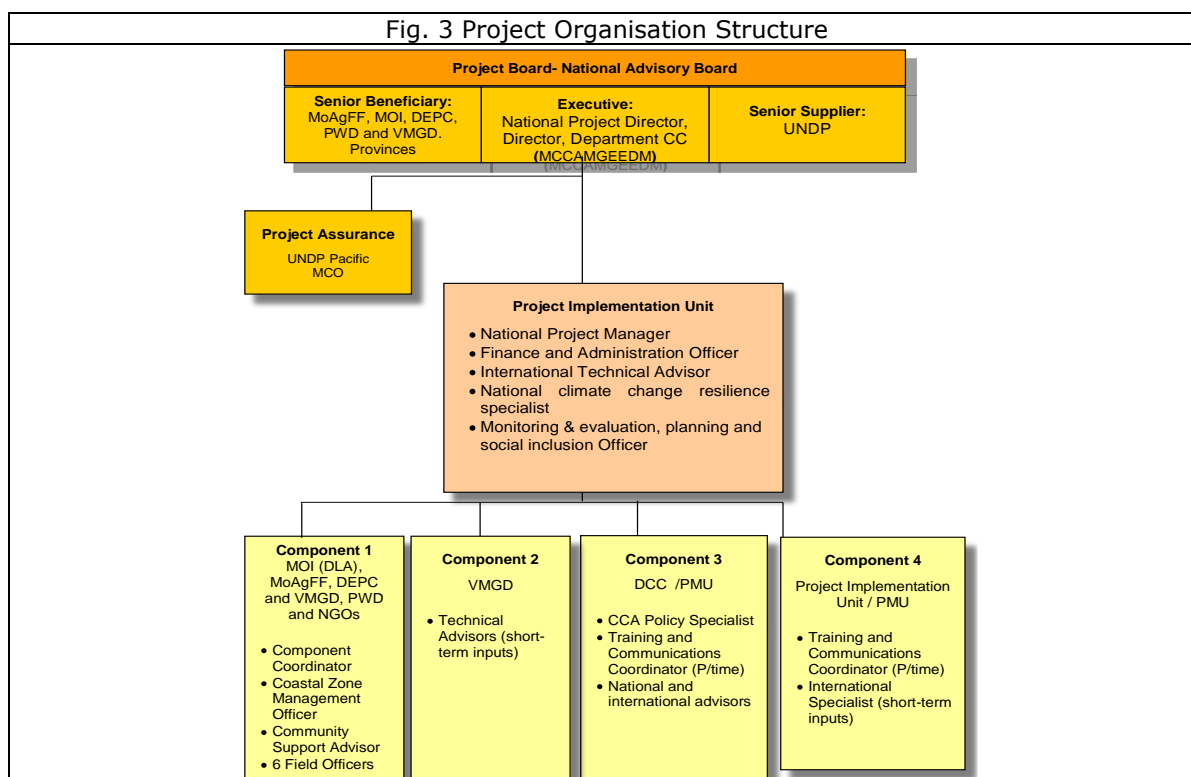 Fig. 3 Project Organisation Structure
Project Board- National Advisory Board
Senior Beneficiary:
MoAgFF, MOI, DEPC,
PWD and VMGD.
Provinces
Executive:
National Project Director,
Director, Department CC
(MCCAMGEEDM)
(MCCAMGEEDM)
Senior Supplier:
UNDP
Project Assurance
UNDP Pacific
MCO
Project Implementation Unit
• National Project Manager
• Finance and Administration Officer
• International Technical Advisor
• National climate change resilience
specialist
• Monitoring & evaluation, planning and
social inclusion Officer
Component 1
MOI (DLA),
MoAgFF, DEPC
and VMGD, PWD
and NGOs
• Component
Coordinator
• Coastal Zone
Management
Officer
• Community
Support Advisor
• 6 Field Officers
Component 2
VMGD
• Technical
Advisors (short-
term inputs)
Component 3
DCC /PMU
• CCA Policy Specialist
• Training and
Communications
Coordinator (P/time)
• National and
international advisors
Component 4
Project Implementation
Unit / PMU
• Training and
Communications
Coordinator (P/time)
• International
Specialist (short-term
inputs)